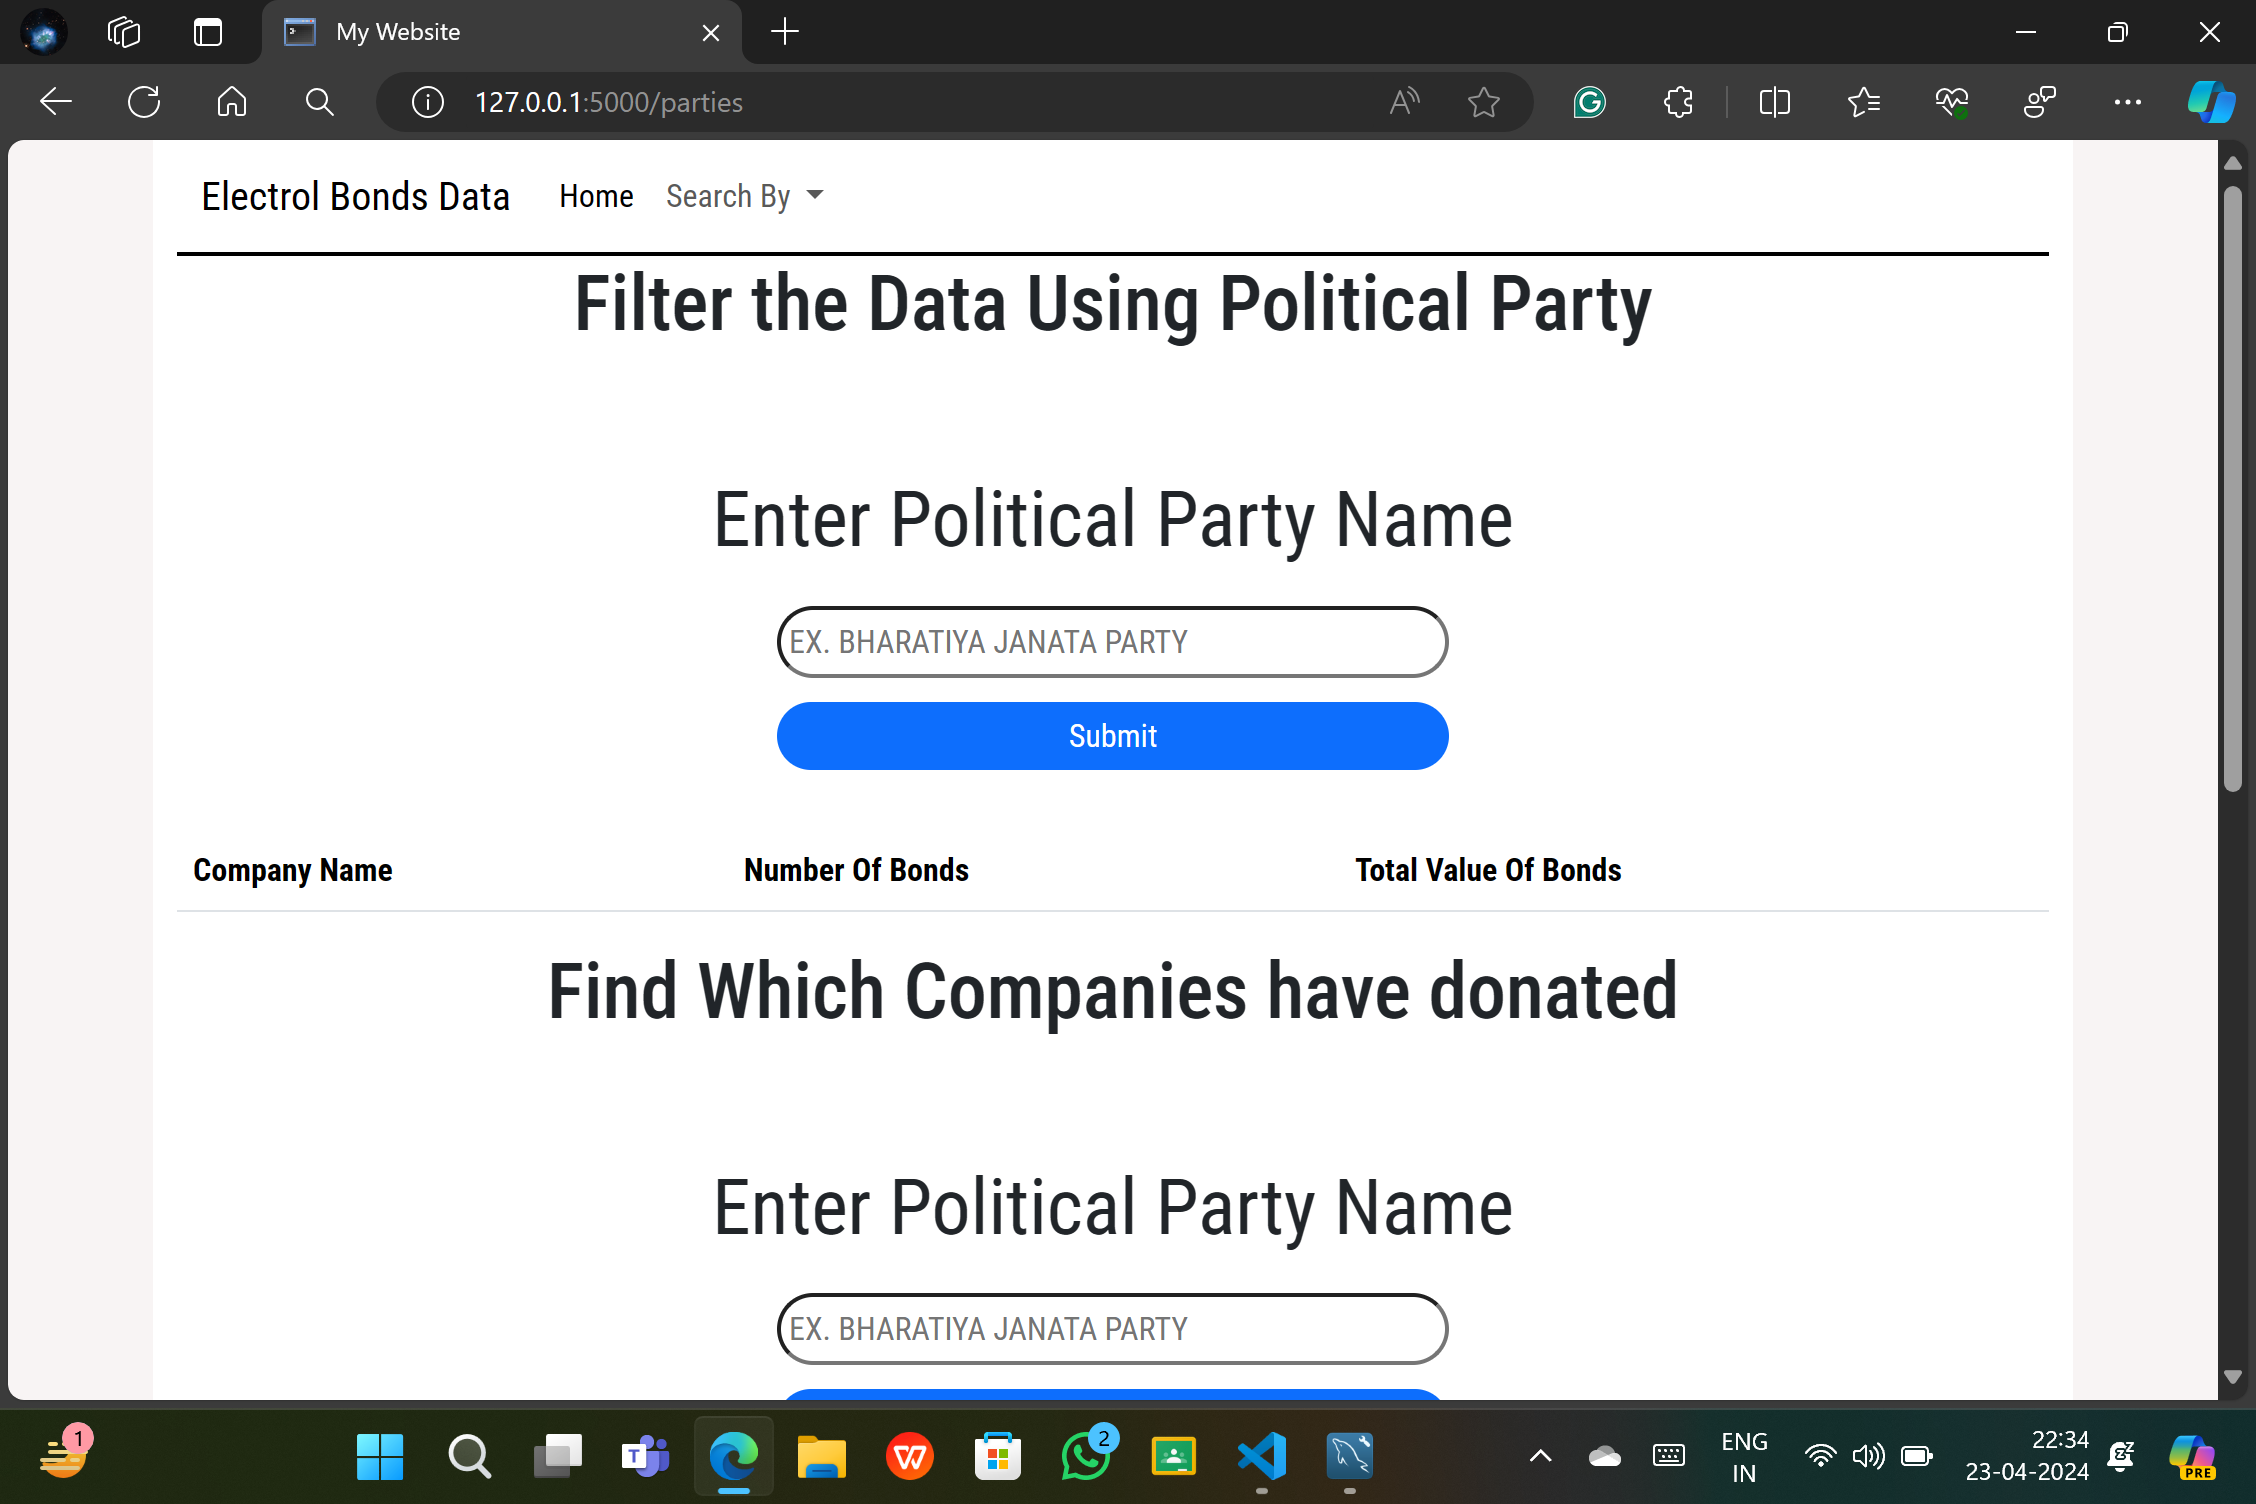 My Website
127.0.0.1:5000/parties
Electrol Bonds Data Home Search By
Filter the Data Using Political Party
Enter Political Party Name
EX. BHARATIYA JANATA PARTY
Submit
Company Name Number Of Bonds Total Value Of Bonds
Find Which Companies have donated
Enter Political Party Name
EX. BHARATIYA JANATA PARTY
1
T
2
ENG
IN
22:34
23-04-2024
PRE